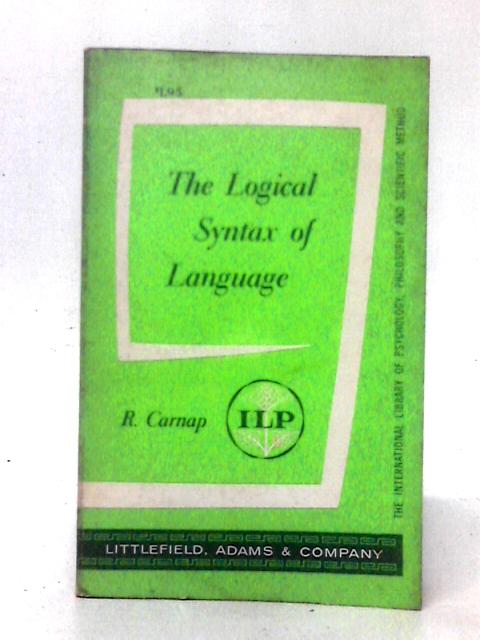 $1.95
The Logical
Syntax of
Language
R. Carnap
ILP
THE INTERNATIONAL LIBRARY OF PSYCHOLOGY, PHILOSOPHY AND SCIENTIFIC METHOD
LITTLEFIELD, ADAMS & COMPANY